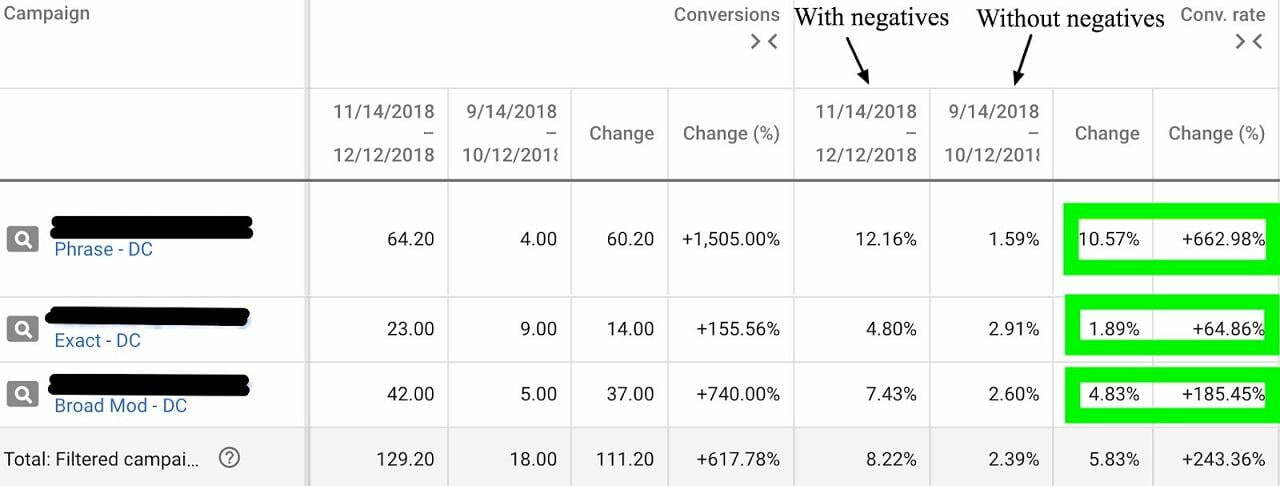 Campaign Conversions With negatives Without negatives Conv. rate
11/14/2018 – 12/12/2018 9/14/2018 – 10/12/2018 Change Change (%) 11/14/2018 – 12/12/2018 9/14/2018 – 10/12/2018 Change Change (%)
Phrase - DC 64.20 4.00 60.20 +1,505.00% 12.16% 1.59% 10.57% +662.98%
Exact - DC 23.00 9.00 14.00 +155.56% 4.80% 2.91% 1.89% +64.86%
Broad Mod - DC 42.00 5.00 37.00 +740.00% 7.43% 2.60% 4.83% +185.45%
Total: Filtered campai... ? 129.20 18.00 111.20 +617.78% 8.22% 2.39% 5.83% +243.36%